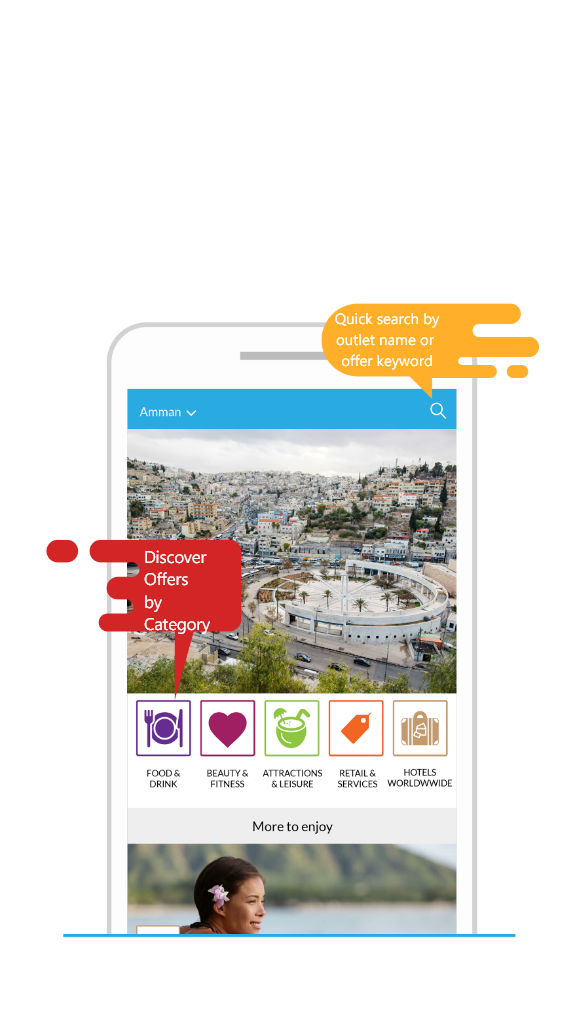 Quick search by
outlet name or
offer keyword
Amman
Discover
Offers
by
Category
FOOD &
DRINK
BEAUTY &
FITNESS
ATTRACTIONS
& LEISURE
RETAIL &
SERVICES
HOTELS
WORLDWWIDE
More to enjoy